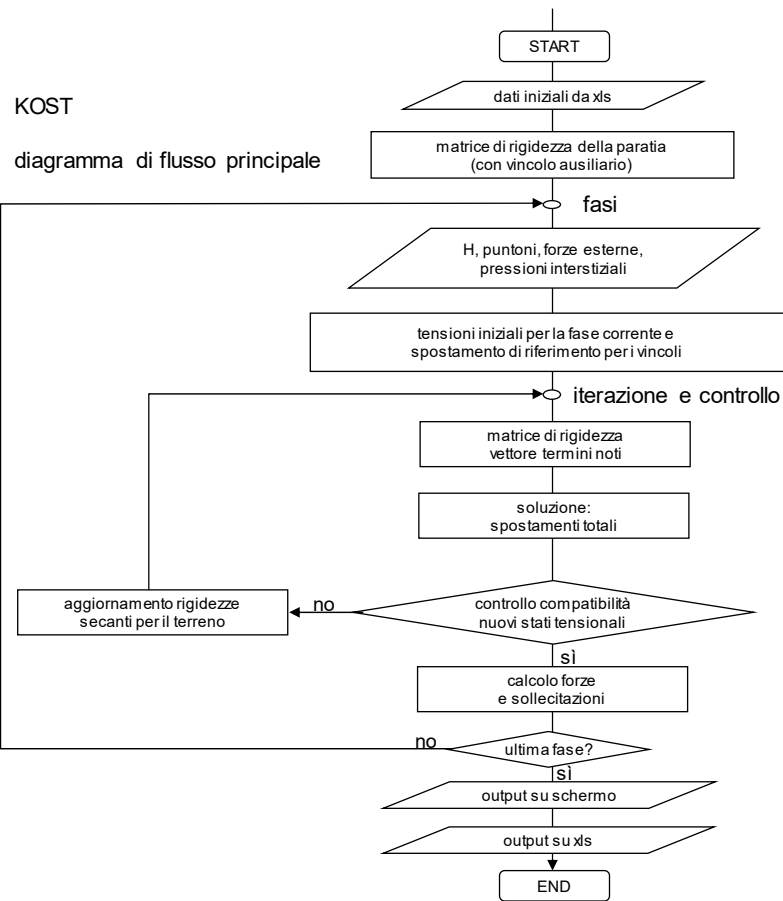 START
dati iniziali da xls
KOST
diagramma di flusso principale
matrice di rigidezza della paratia
(con vincolo ausiliario)
fasi
H, puntoni, forze esterne,
pressioni interstiziali
tensioni iniziali per la fase corrente e
spostamento di riferimento per i vincoli
iterazione e controllo
matrice di rigidezza
vettore termini noti
soluzione:
spostamenti totali
controllo compatibilità
nuovi stati tensionali
no
aggiornamento rigidezze
secanti per il terreno
sì
calcolo forze
e sollecitazioni
ultima fase?
no
sì
output su schermo
output su xls
END